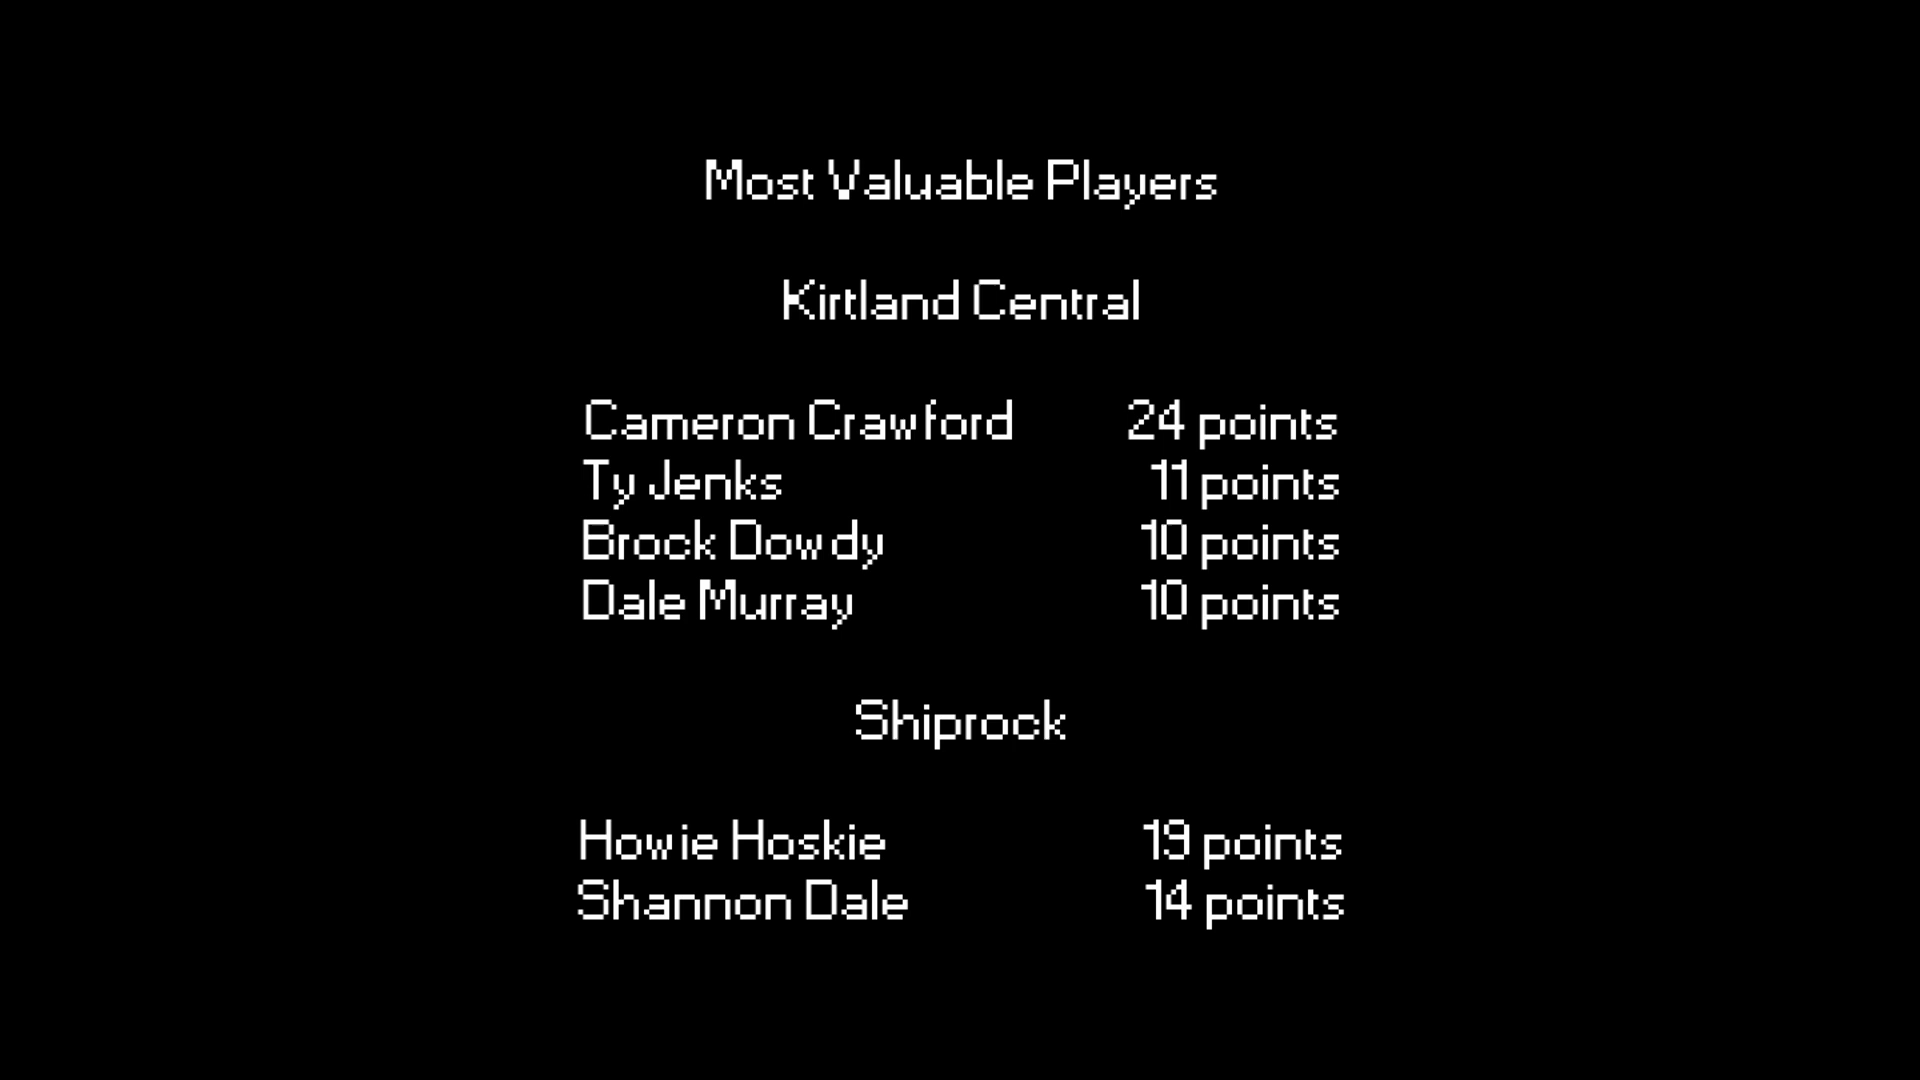 Most Valuable Players
Kirtland Central
Cameron Crawford 24 points
Ty Jenks 11 points
Brock Dowdy 10 points
Dale Murray 10 points
Shiprock
Howie Hoskie 19 points
Shannon Dale 14 points